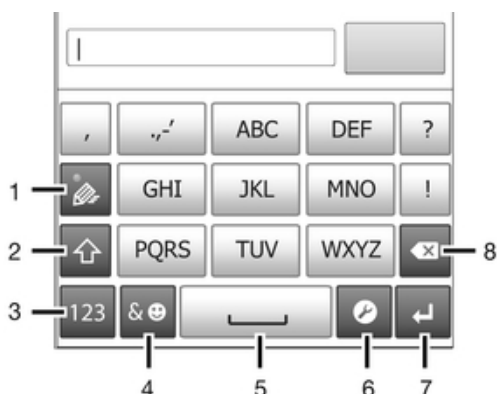 , .,-′ ABC DEF ?
1 GHI JKL MNO !
2 PQRS TUV WXYZ 8
3 123 &
4 5 6 7